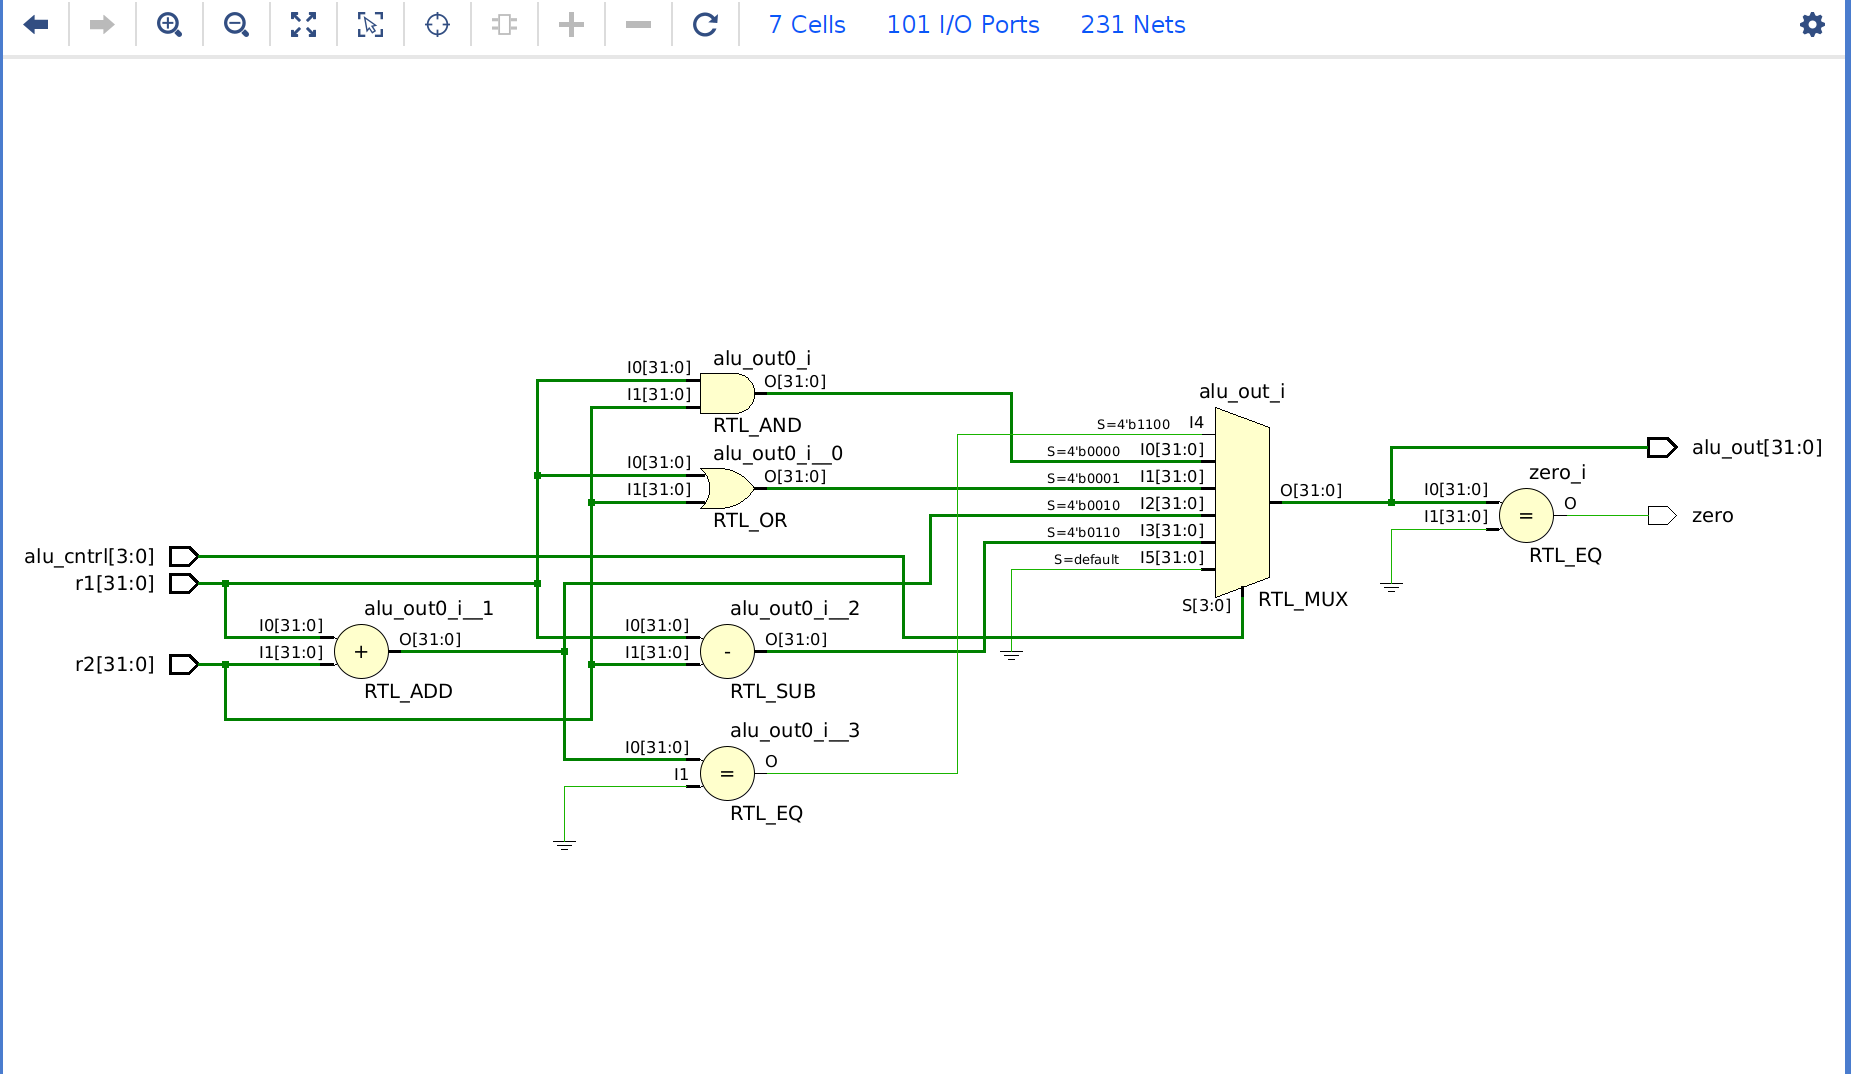 7 Cells 101 I/O Ports 231 Nets
alu_out0_i
I0[31:0]
I1[31:0]
O[31:0]
RTL_AND
alu_out0_i__0
I0[31:0]
I1[31:0]
O[31:0]
RTL_OR
alu_cntrl[3:0]
r1[31:0]
r2[31:0]
alu_out0_i__1
I0[31:0]
I1[31:0]
+
O[31:0]
RTL_ADD
alu_out0_i__2
I0[31:0]
I1[31:0]
-
O[31:0]
RTL_SUB
alu_out0_i__3
I0[31:0]
I1
=
O
RTL_EQ
alu_out_i
S=4'b1100 I4
S=4'b0000 I0[31:0]
S=4'b0001 I1[31:0]
S=4'b0010 I2[31:0]
S=4'b0110 I3[31:0]
S=default I5[31:0]
S[3:0]
O[31:0]
RTL_MUX
zero_i
I0[31:0]
I1[31:0]
=
O
RTL_EQ
alu_out[31:0]
zero